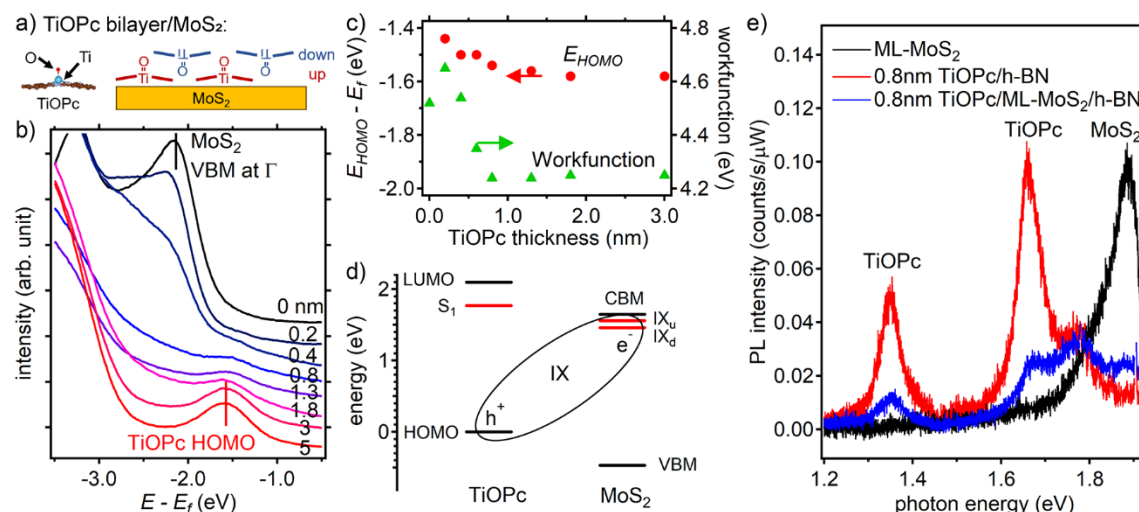 a) TiOPc bilayer/MoS₂:
O
Ti
TiOPc
Ti O Ti O down
O Ti O Ti up
MoS₂
b)
MoS₂
VBM at Γ
intensity (arb. unit)
0 nm
0.2
0.4
0.8
1.3
1.8
3
5
TiOPc HOMO
-3.0 -2.0 -1.0
E - E_f (eV)
c)
E_HOMO - E_f (eV)
-1.4
-1.6
-1.8
-2.0
E_HOMO
Workfunction
4.8
4.6
4.4
4.2
workfunction (eV)
0.0 1.0 2.0 3.0
TiOPc thickness (nm)
d)
energy (eV)
2
1
0
LUMO
S₁
HOMO
h⁺
IX
e⁻
CBM
IX_u
IX_d
VBM
TiOPc MoS₂
e)
PL intensity (counts/s/μW)
0.14
0.12
0.10
0.08
0.06
0.04
0.02
0.00
ML-MoS₂
0.8nm TiOPc/h-BN
0.8nm TiOPc/ML-MoS₂/h-BN
TiOPc MoS₂
TiOPc
1.2 1.4 1.6 1.8
photon energy (eV)